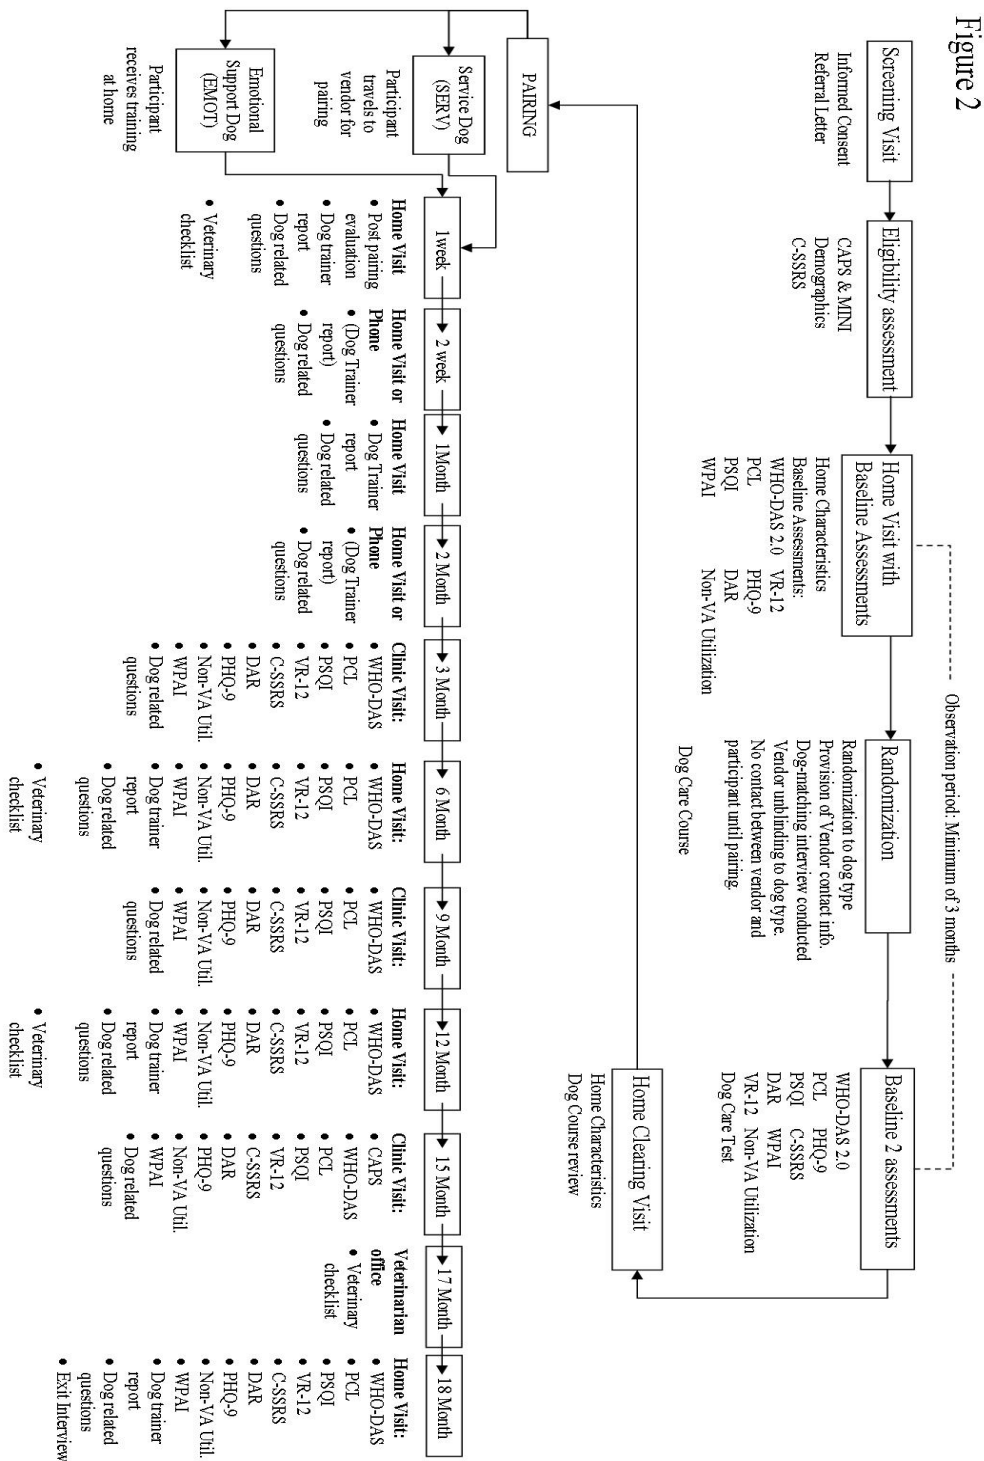 Figure 2
Screening Visit
Informed Consent
Referral Letter
Eligibility assessment
CAPS & MINI
Demographics
C-SSRS
Home Visit with
Baseline Assessments
Home Characteristics
Baseline Assessments:
WHO-DAS 2.0 VR-12
PCL PHQ-9
PSQI DAR
WPAI Non-VA Utilization
Observation period: Minimum of 3 months
Randomization
Randomization to dog type
Provision of Vendor contact info.
Dog-matching interview conducted
Vendor unblinding to dog type.
No contact between vendor and
participant until pairing.
Dog Care Course
Baseline 2 assessments
WHO-DAS 2.0
PCL PHQ-9
PSQI C-SSRS
DAR WPAI
VR-12 Non-VA Utilization
Dog Care Test
Home Clearing Visit
Home Characteristics
Dog Course review
PAIRING
Service Dog
(SERV)
Participant
travels to
vendor for
pairing
Emotional
Support Dog
(EMOT)
Participant
receives training
at home
1week
Home Visit
• Post pairing
evaluation
• Dog trainer
report
• Dog related
questions
• Veterinary
checklist
2 week
Home Visit or
Phone
• (Dog Trainer
report)
• Dog related
questions
1Month
Home Visit
• Dog Trainer
report
• Dog related
questions
2 Month
Home Visit or
Phone
• (Dog Trainer
report)
• Dog related
questions
3 Month
Clinic Visit:
• WHO-DAS
• PCL
• PSQI
• VR-12
• C-SSRS
• DAR
• PHQ-9
• Non-VA Util.
• WPAI
• Dog related
questions
6 Month
Home Visit:
• WHO-DAS
• PCL
• PSQI
• VR-12
• C-SSRS
• DAR
• PHQ-9
• Non-VA Util.
• WPAI
• Dog trainer
report
• Dog related
questions
• Veterinary
checklist
9 Month
Clinic Visit:
• WHO-DAS
• PCL
• PSQI
• VR-12
• C-SSRS
• DAR
• PHQ-9
• Non-VA Util.
• WPAI
• Dog related
questions
12 Month
Home Visit:
• WHO-DAS
• PCL
• PSQI
• VR-12
• C-SSRS
• DAR
• PHQ-9
• Non-VA Util.
• WPAI
• Dog trainer
report
• Dog related
questions
• Veterinary
checklist
15 Month
Clinic Visit:
• CAPS
• WHO-DAS
• PCL
• PSQI
• VR-12
• C-SSRS
• DAR
• PHQ-9
• Non-VA Util.
• WPAI
• Dog related
questions
17 Month
Veterinarian
office
• Veterinary
checklist
18 Month
Home Visit:
• WHO-DAS
• PCL
• PSQI
• VR-12
• C-SSRS
• DAR
• PHQ-9
• Non-VA Util.
• WPAI
• Dog trainer
report
• Dog related
questions
• Exit Interview